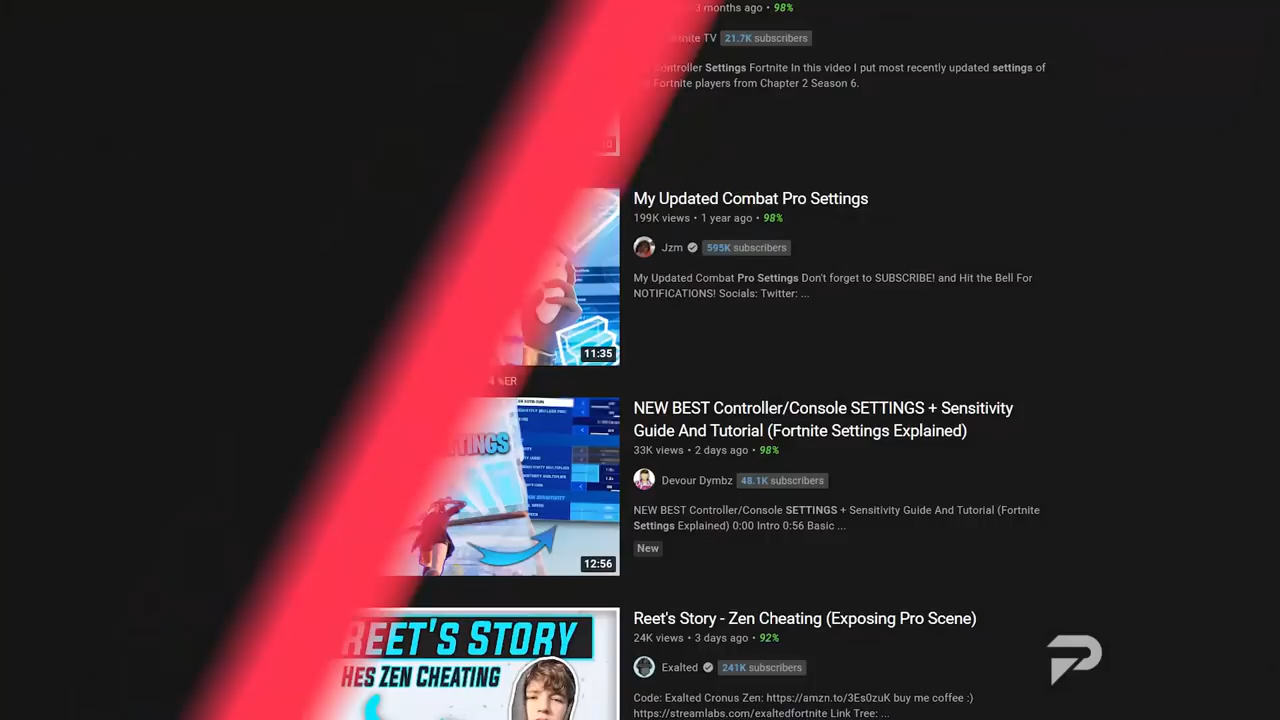 3 months ago • 98%
nite TV 21.7K subscribers
ontroller Settings Fortnite In this video I put most recently updated settings of
Fortnite players from Chapter 2 Season 6.
My Updated Combat Pro Settings
199K views • 1 year ago • 98%
Jzm 595K subscribers
My Updated Combat Pro Settings Don't forget to SUBSCRIBE! and Hit the Bell For
NOTIFICATIONS! Socials: Twitter: ...
11:35
TINGS
NEW BEST Controller/Console SETTINGS + Sensitivity
Guide And Tutorial (Fortnite Settings Explained)
33K views • 2 days ago • 98%
Devour Dymbz 48.1K subscribers
NEW BEST Controller/Console SETTINGS + Sensitivity Guide And Tutorial (Fortnite
Settings Explained) 0:00 Intro 0:56 Basic ...
New
12:56
REET'S STORY
HES ZEN CHEATING
Reet's Story - Zen Cheating (Exposing Pro Scene)
24K views • 3 days ago • 92%
Exalted 241K subscribers
Code: Exalted Cronus Zen: https://amzn.to/3Es0zuK buy me coffee :)
https://streamlabs.com/exaltedfortnite Link Tree: ...